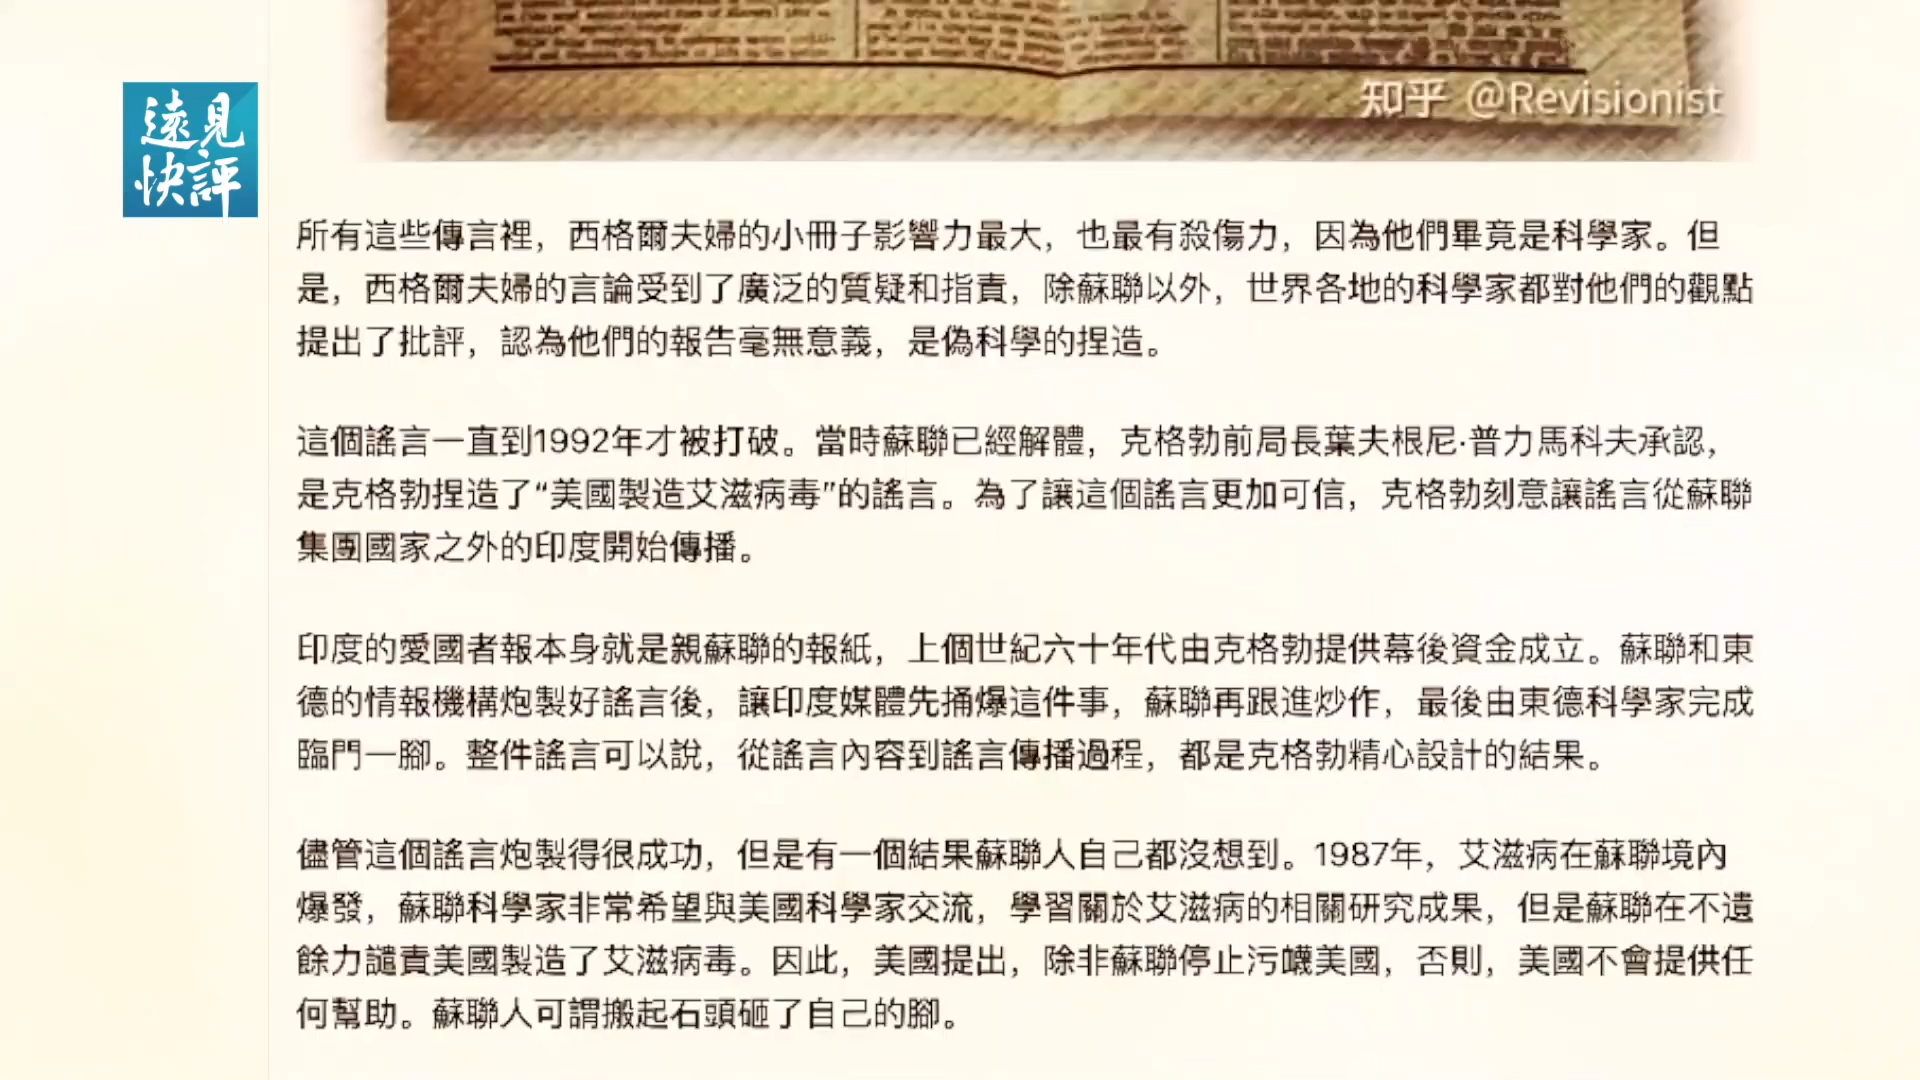 知乎 @Revisionist
遠見
快評
所有這些傳言裡，西格爾夫婦的小冊子影響力最大，也最有殺傷力，因為他們畢竟是科學家。但
是，西格爾夫婦的言論受到了廣泛的質疑和指責，除蘇聯以外，世界各地的科學家都對他們的觀點
提出了批評，認為他們的報告毫無意義，是偽科學的捏造。
這個謠言一直到1992年才被打破。當時蘇聯已經解體，克格勃前局長葉夫根尼·普力馬科夫承認，
是克格勃捏造了“美國製造艾滋病毒”的謠言。為了讓這個謠言更加可信，克格勃刻意讓謠言從蘇聯
集團國家之外的印度開始傳播。
印度的愛國者報本身就是親蘇聯的報紙，上個世紀六十年代由克格勃提供幕後資金成立。蘇聯和東
德的情報機構炮製好謠言後，讓印度媒體先捅爆這件事，蘇聯再跟進炒作，最後由東德科學家完成
臨門一腳。整件謠言可以說，從謠言內容到謠言傳播過程，都是克格勃精心設計的結果。
儘管這個謠言炮製得很成功，但是有一個結果蘇聯人自己都沒想到。1987年，艾滋病在蘇聯境內
爆發，蘇聯科學家非常希望與美國科學家交流，學習關於艾滋病的相關研究成果，但是蘇聯在不遺
餘力譴責美國製造了艾滋病毒。因此，美國提出，除非蘇聯停止污衊美國，否則，美國不會提供任
何幫助。蘇聯人可謂搬起石頭砸了自己的腳。